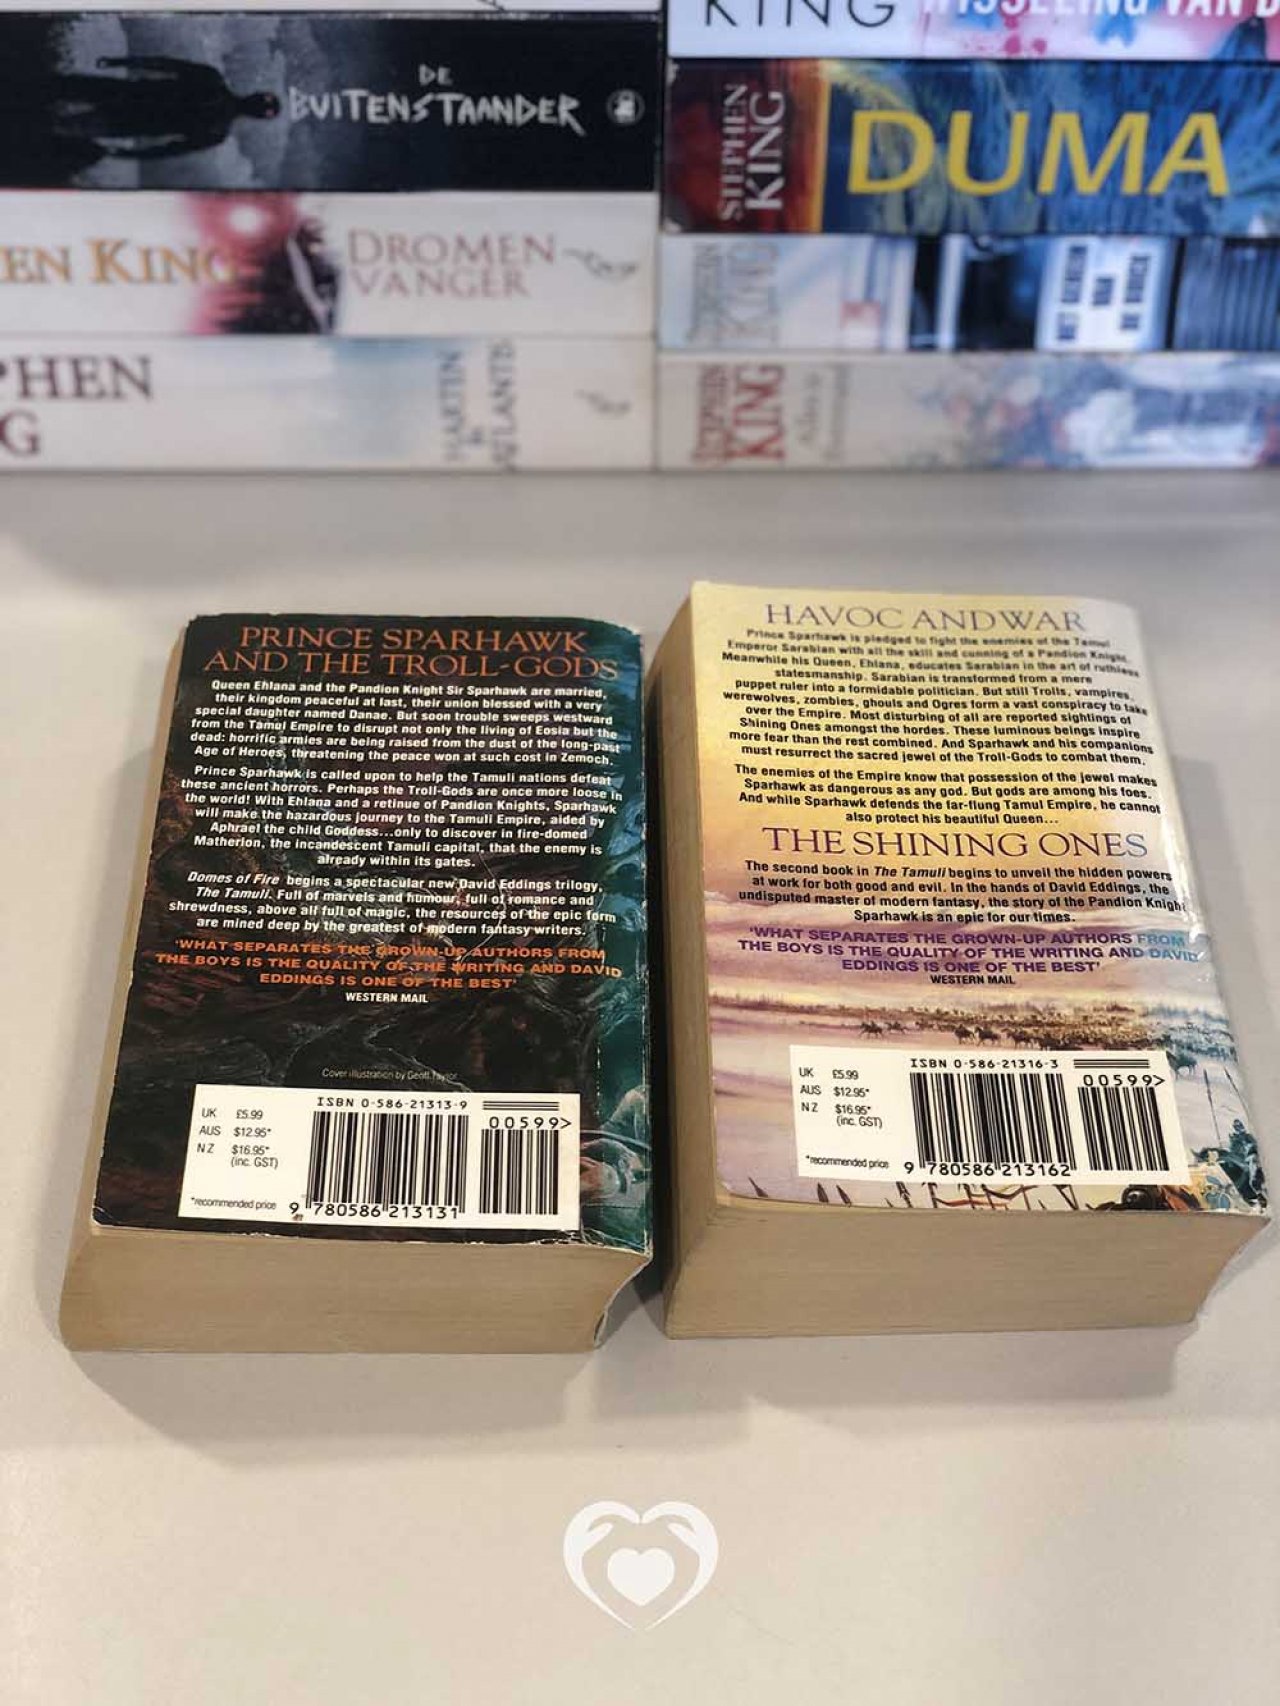 KING WISSELING VAN D
DE
BUITENSTAANDER
STEPHEN
KING
DUMA
EN KING
DROMEN
VANGER
STEPHEN
KING
HET GEHEIM
VAN
DE BUICK
PHEN
G
HARTEN
in
ATLANTIS
STEPHEN
KING
PRINCE SPARHAWK
AND THE TROLL-GODS
Queen Ehlana and the Pandion Knight Sir Sparhawk are married,
their kingdom peaceful at last, their union blessed with a very
special daughter named Danae. But soon trouble sweeps westward
from the Tamul Empire to disrupt not only the living of Eosia but the
dead: horrific armies are being raised from the dust of the long-past
Age of Heroes, threatening the peace won at such cost in Zemoch.
Prince Sparhawk is called upon to help the Tamuli nations defeat
these ancient horrors. Perhaps the Troll-Gods are once more loose in
the world! With Ehlana and a retinue of Pandion Knights, Sparhawk
will make the hazardous journey to the Tamuli Empire, aided by
Aphrael the child Goddess...only to discover in fire-domed
Matherion, the incandescent Tamuli capital, that the enemy is
already within its gates.
Domes of Fire begins a spectacular new David Eddings trilogy,
The Tamuli. Full of marvels and humour, full of romance and
shrewdness, above all full of magic, the resources of the epic form
are mined deep by the greatest of modern fantasy writers.
'WHAT SEPARATES THE GROWN-UP AUTHORS FROM
THE BOYS IS THE QUALITY OF THE WRITING AND DAVID
EDDINGS IS ONE OF THE BEST'
WESTERN MAIL
Cover illustration by Geoff Taylor
ISBN 0-586-21313-9
UK £5.99
AUS $12.95*
NZ $16.95*
(inc. GST)
*recommended price
00599>
9 780586 213131
HAVOC AND WAR
Prince Sparhawk is pledged to fight the enemies of the Tamul
Emperor Sarabian with all the skill and cunning of a Pandion Knight.
Meanwhile his Queen, Ehlana, educates Sarabian in the art of ruthless
statesmanship. Sarabian is transformed from a mere
puppet ruler into a formidable politician. But still Trolls, vampires,
werewolves, zombies, ghouls and Ogres form a vast conspiracy to take
over the Empire. Most disturbing of all are reported sightings of
Shining Ones amongst the hordes. These luminous beings inspire
more fear than the rest combined. And Sparhawk and his companions
must resurrect the sacred jewel of the Troll-Gods to combat them.
The enemies of the Empire know that possession of the jewel makes
Sparhawk as dangerous as any god. But gods are among his foes.
And while Sparhawk defends the far-flung Tamul Empire, he cannot
also protect his beautiful Queen...
THE SHINING ONES
The second book in The Tamuli begins to unveil the hidden powers
at work for both good and evil. In the hands of David Eddings, the
undisputed master of modern fantasy, the story of the Pandion Knight
Sparhawk is an epic for our times.
'WHAT SEPARATES THE GROWN-UP AUTHORS FROM
THE BOYS IS THE QUALITY OF THE WRITING AND DAVID
EDDINGS IS ONE OF THE BEST'
WESTERN MAIL
ISBN 0-586-21316-3
UK £5.99
AUS $12.95*
NZ $16.95*
(inc. GST)
*recommended price
00599>
9 780586 213162